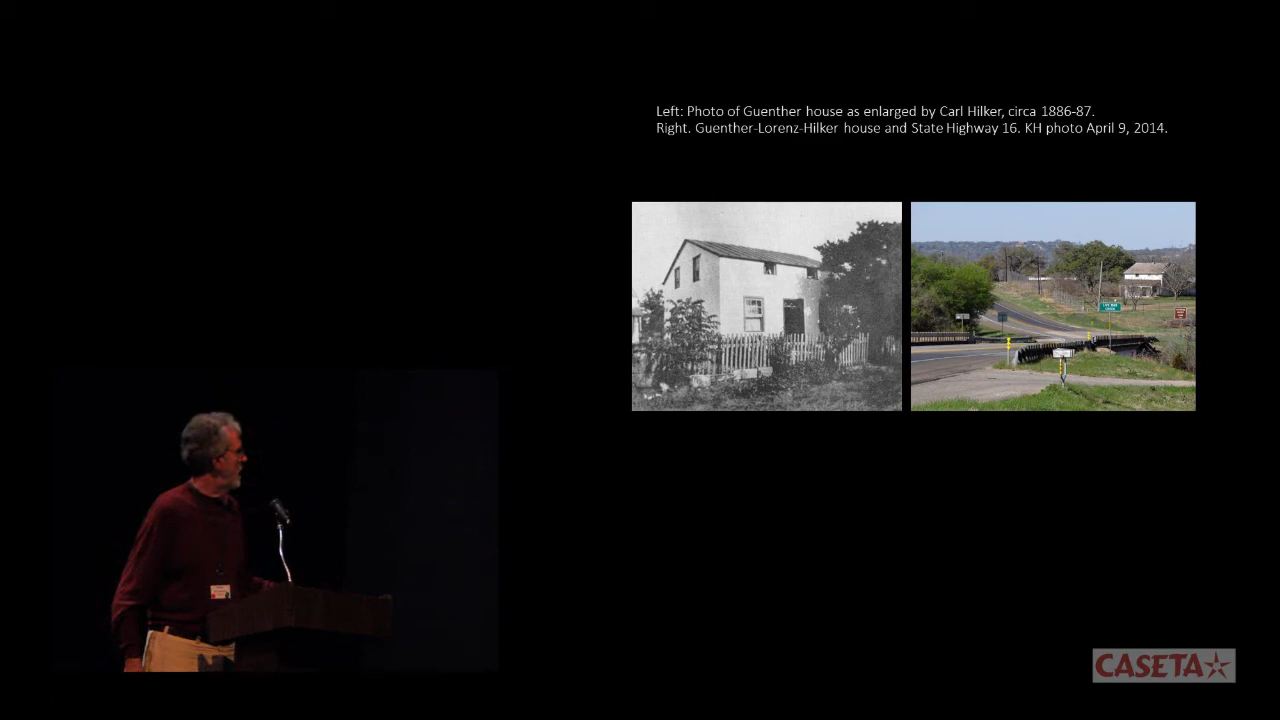 Left: Photo of Guenther house as enlarged by Carl Hilker, circa 1886-87.
Right. Guenther-Lorenz-Hilker house and State Highway 16. KH photo April 9, 2014.
CASETA